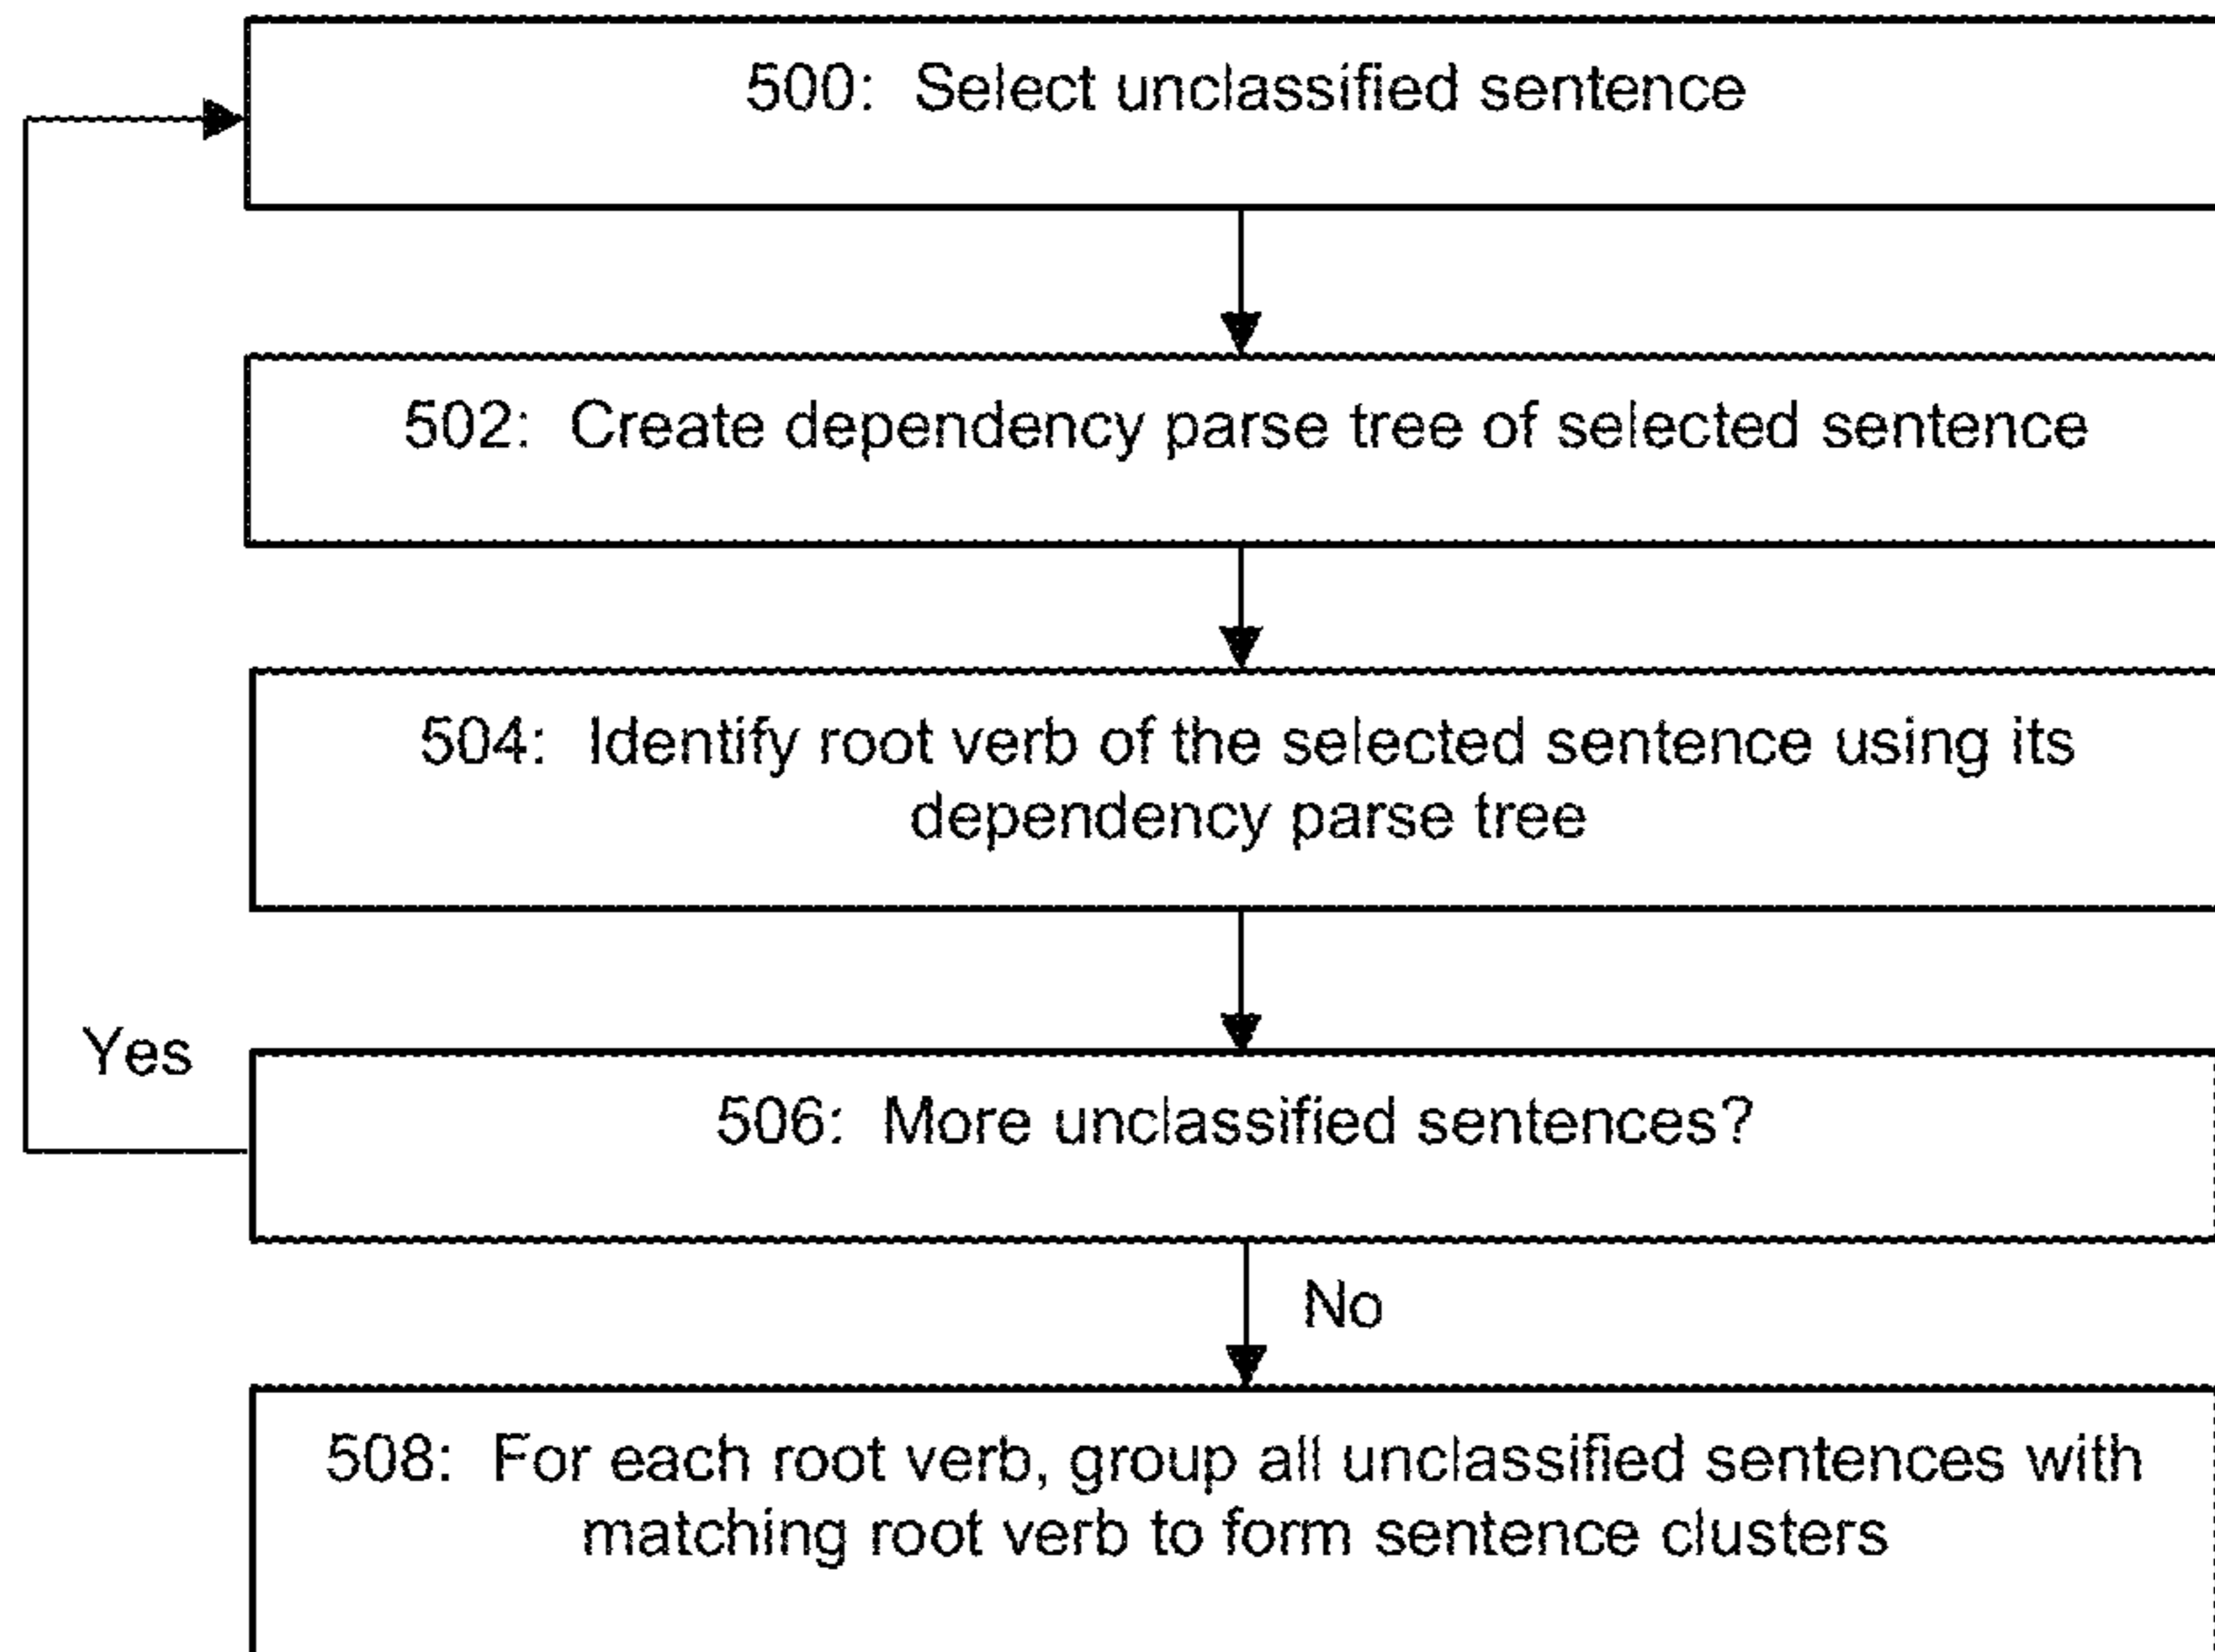 500: Select unclassified sentence
502: Create dependency parse tree of selected sentence
504: Identify root verb of the selected sentence using its
dependency parse tree
Yes
506: More unclassified sentences?
No
508: For each root verb, group all unclassified sentences with
matching root verb to form sentence clusters